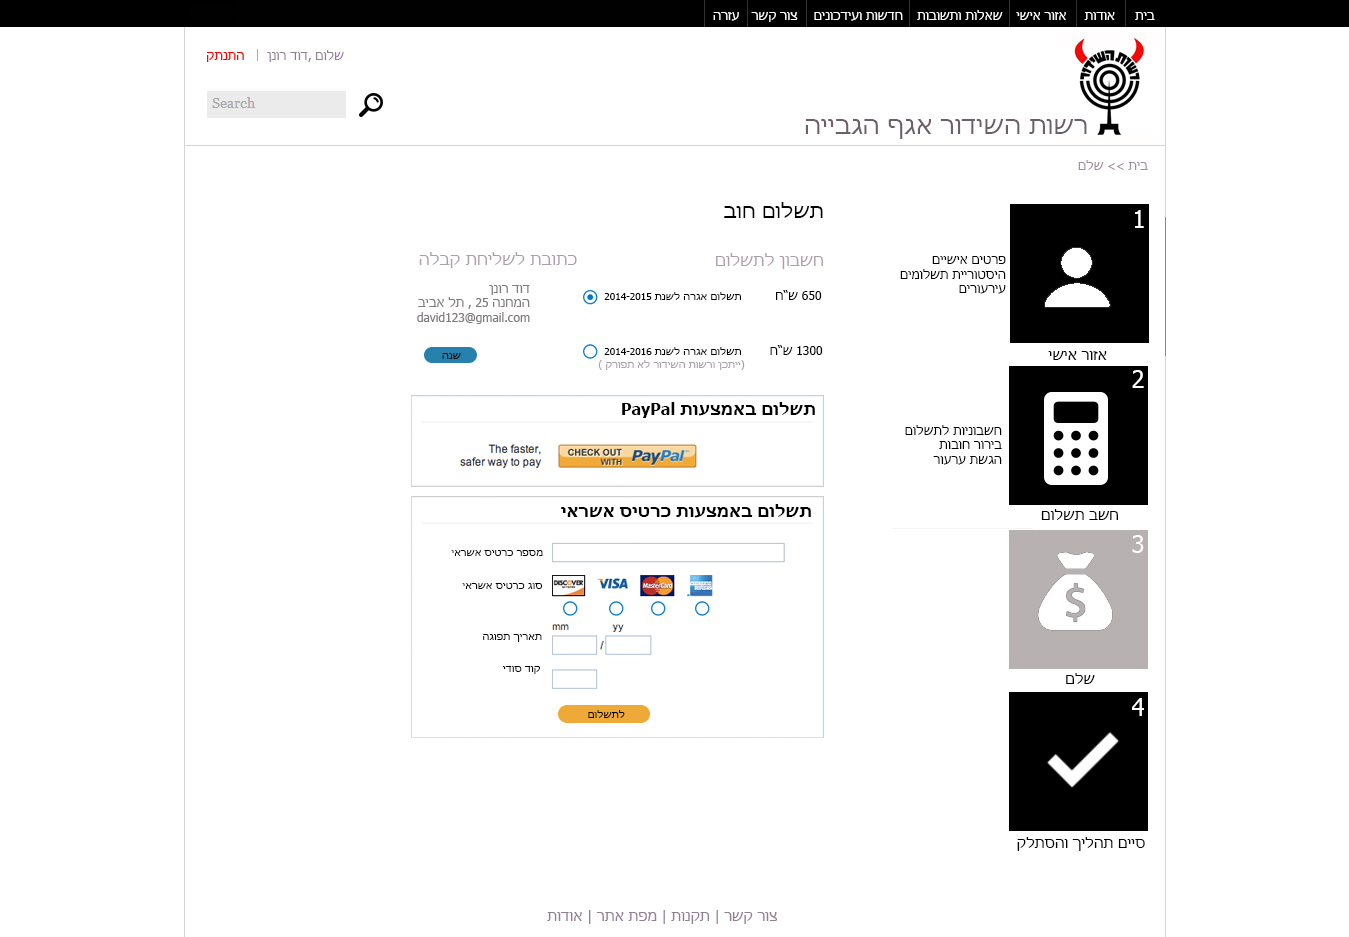 בית
אודות
אזור אישי
שאלות ותשובות
חדשות ועידכונים
צור קשר
עזרה
רשות השידור
רשות השידור אגף הגבייה
שלום ,דוד רונן | התנתק
Search
בית >> שלם
1
פרטים אישיים
היסטוריית תשלומים
עירעורים
אזור אישי
2
חשבוניות לתשלום
בירור חובות
הגשת ערעור
חשב תשלום
3
$
שלם
4
סיים תהליך והסתלק
תשלום חוב
חשבון לתשלום
650 ש"ח תשלום אגרה לשנת 2014-2015
1300 ש"ח תשלום אגרה לשנת 2014-2016
(ייתכן ורשות השידור לא תפורק )
כתובת לשליחת קבלה
דוד רונן
המחנה 25 , תל אביב
david123@gmail.com
שנה
תשלום באמצעות PayPal
The faster,
safer way to pay
CHECK OUT
WITH PayPal
תשלום באמצעות כרטיס אשראי
מספר כרטיס אשראי
סוג כרטיס אשראי
DISCOVER
VISA
MasterCard
mm yy
תאריך תפוגה
/
קוד סודי
לתשלום
צור קשר | תקנות | מפת אתר | אודות